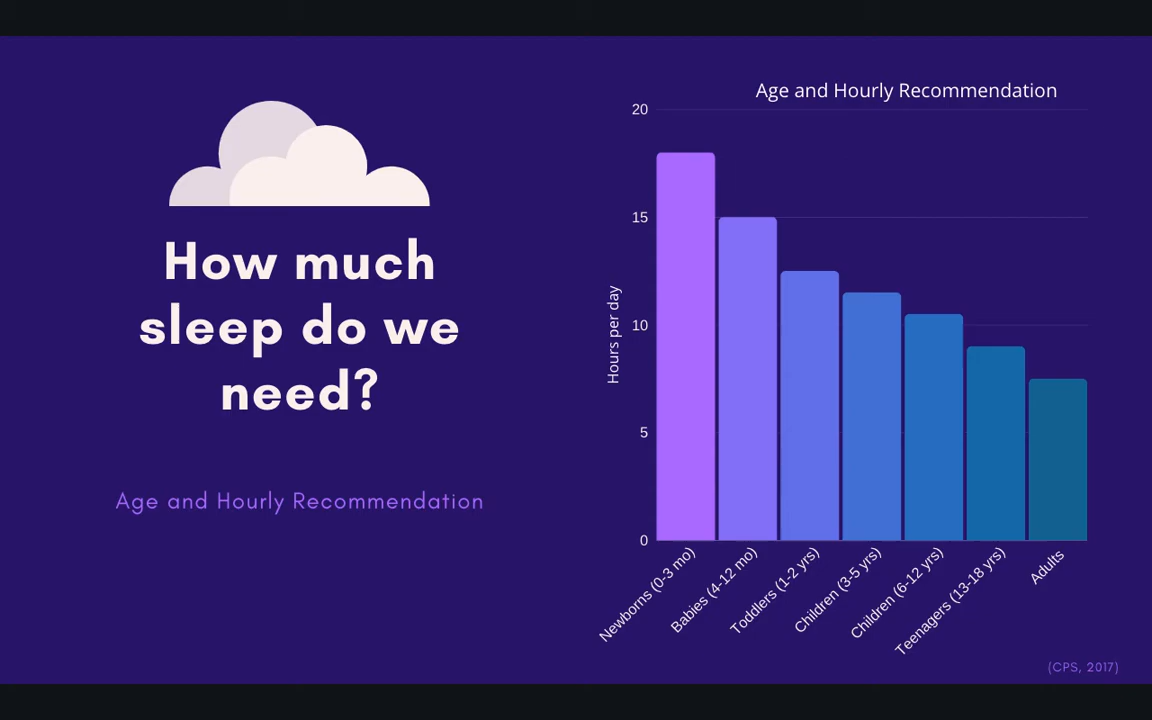 How much
sleep do we
need?
Age and Hourly Recommendation
Age and Hourly Recommendation
Hours per day
20
15
10
5
0
Newborns (0-3 mo)
Babies (4-12 mo)
Toddlers (1-2 yrs)
Children (3-5 yrs)
Children (6-12 yrs)
Teenagers (13-18 yrs)
Adults
(CPS, 2017)